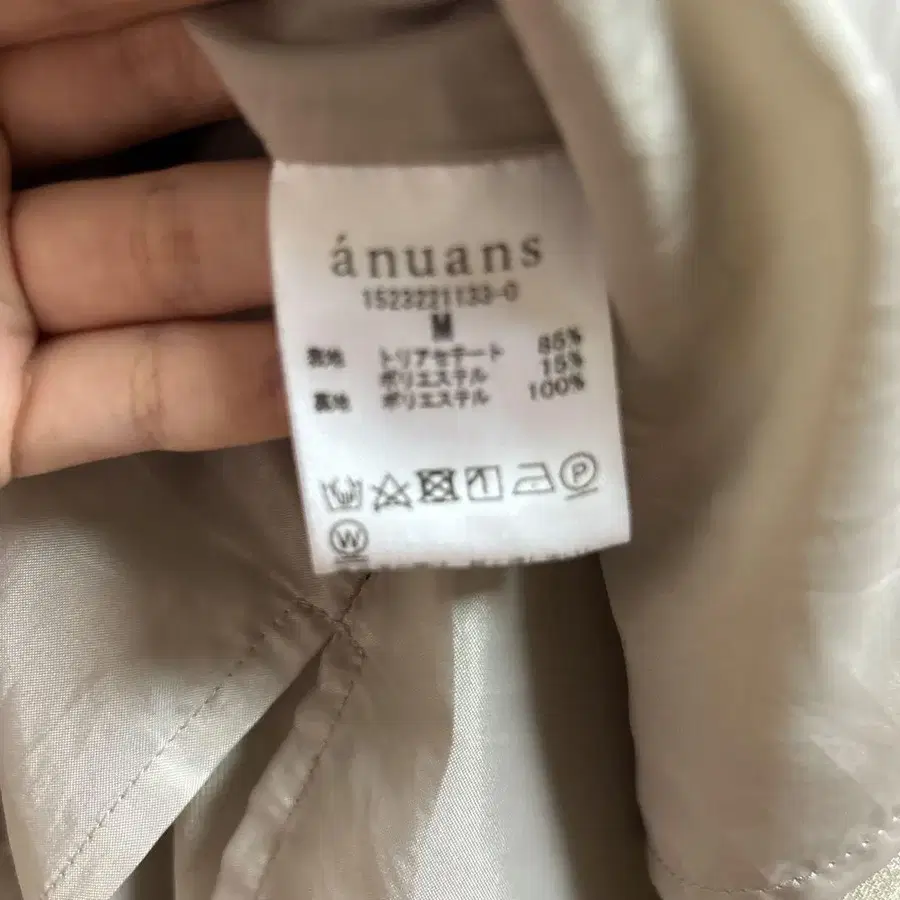 ánuans
1523221133-0
M
表地 トリアセテート 85%
ポリエステル 15%
裏地 ポリエステル 100%
P
W